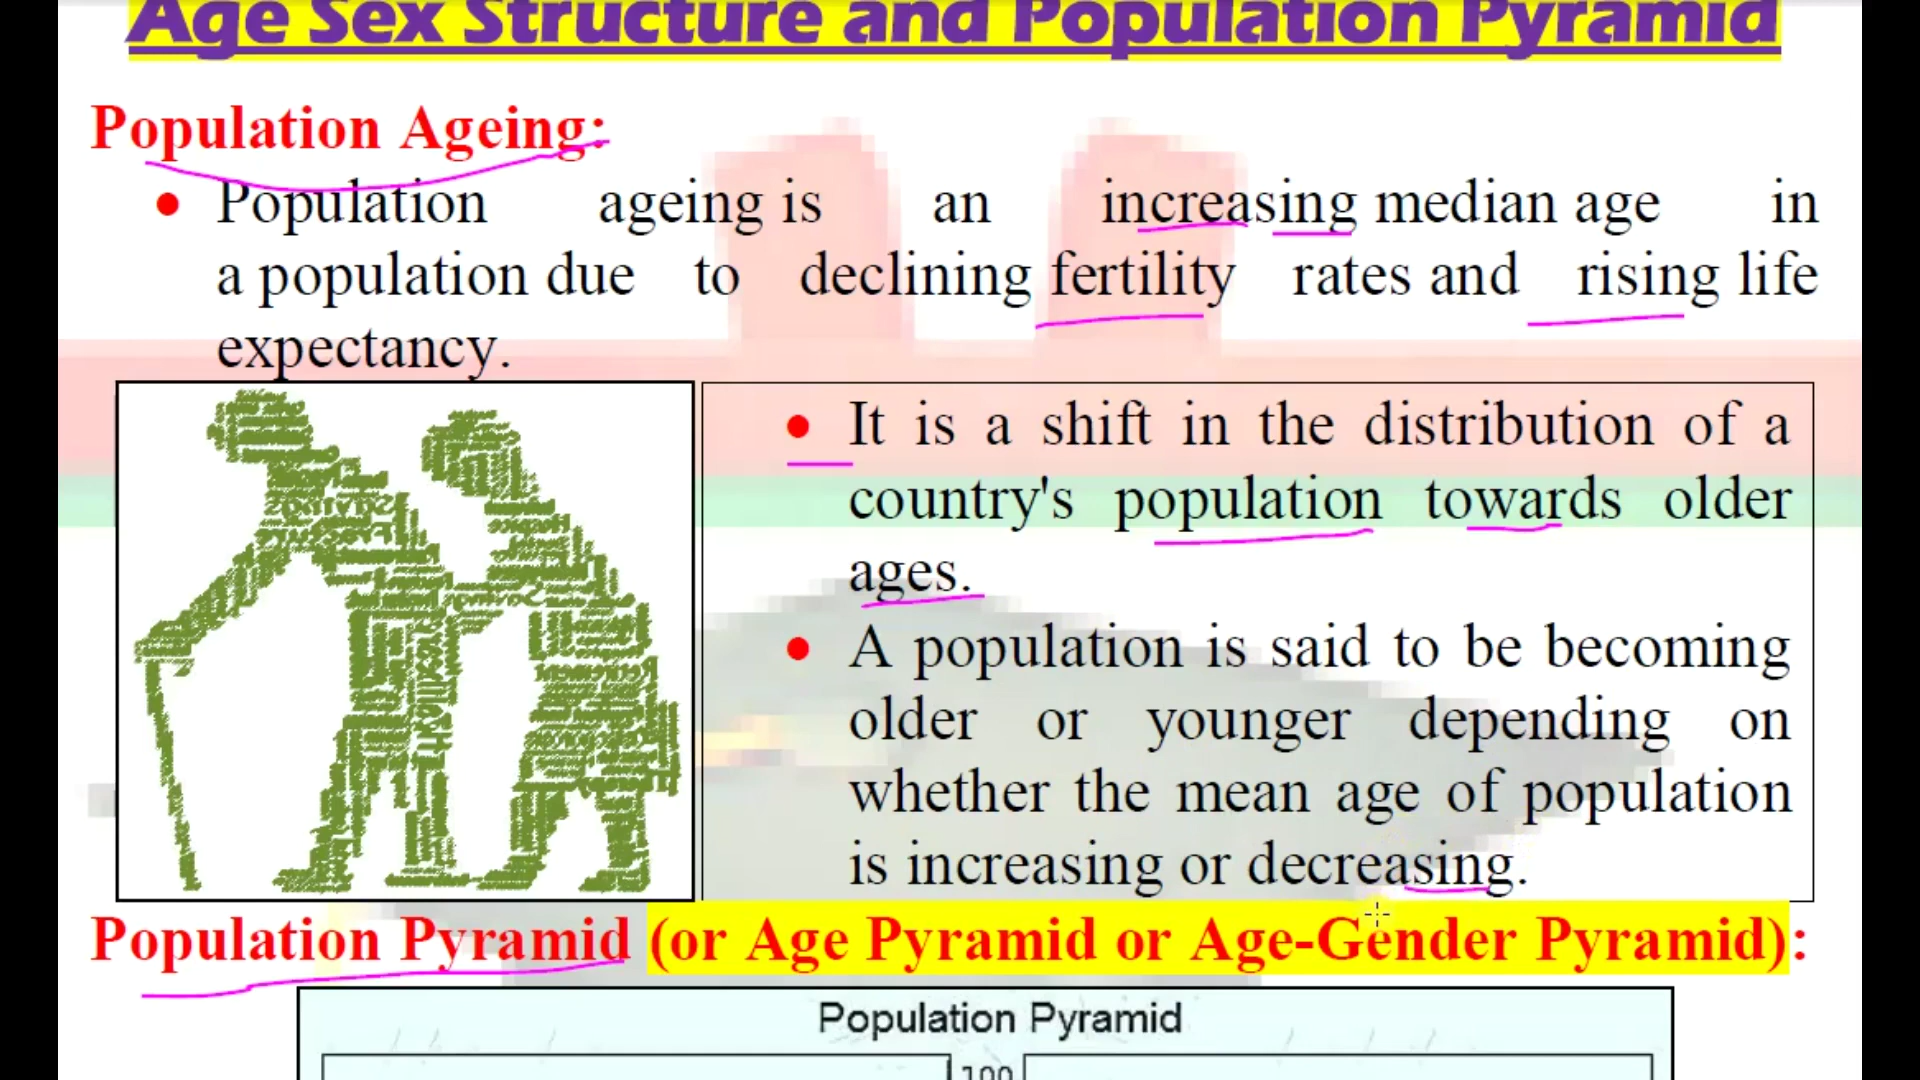 Age Sex Structure and Population Pyramid
Population Ageing:
• Population ageing is an increasing median age in
a population due to declining fertility rates and rising life
expectancy.
• It is a shift in the distribution of a
country's population towards older
ages.
• A population is said to be becoming
older or younger depending on
whether the mean age of population
is increasing or decreasing.
Population Pyramid (or Age Pyramid or Age-Gender Pyramid):
Population Pyramid
100